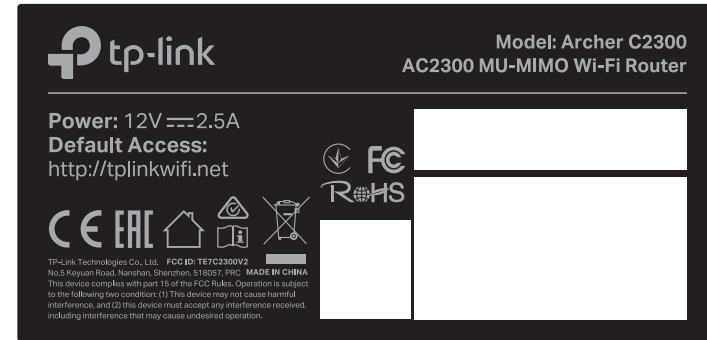 tp-link
Model: Archer C2300
AC2300 MU-MIMO Wi-Fi Router
Power: 12V⎓2.5A
Default Access:
http://tplinkwifi.net
FC
RoHS
CE EAC
TP-Link Technologies Co., Ltd. FCC ID: TE7C2300V2
No.5 Keyuan Road, Nanshan, Shenzhen, 518057, PRC MADE IN CHINA
This device complies with part 15 of the FCC Rules. Operation is subject
to the following two condition: (1) This device may not cause harmful
interference, and (2) this device must accept any interference received,
including interference that may cause undesired operation.